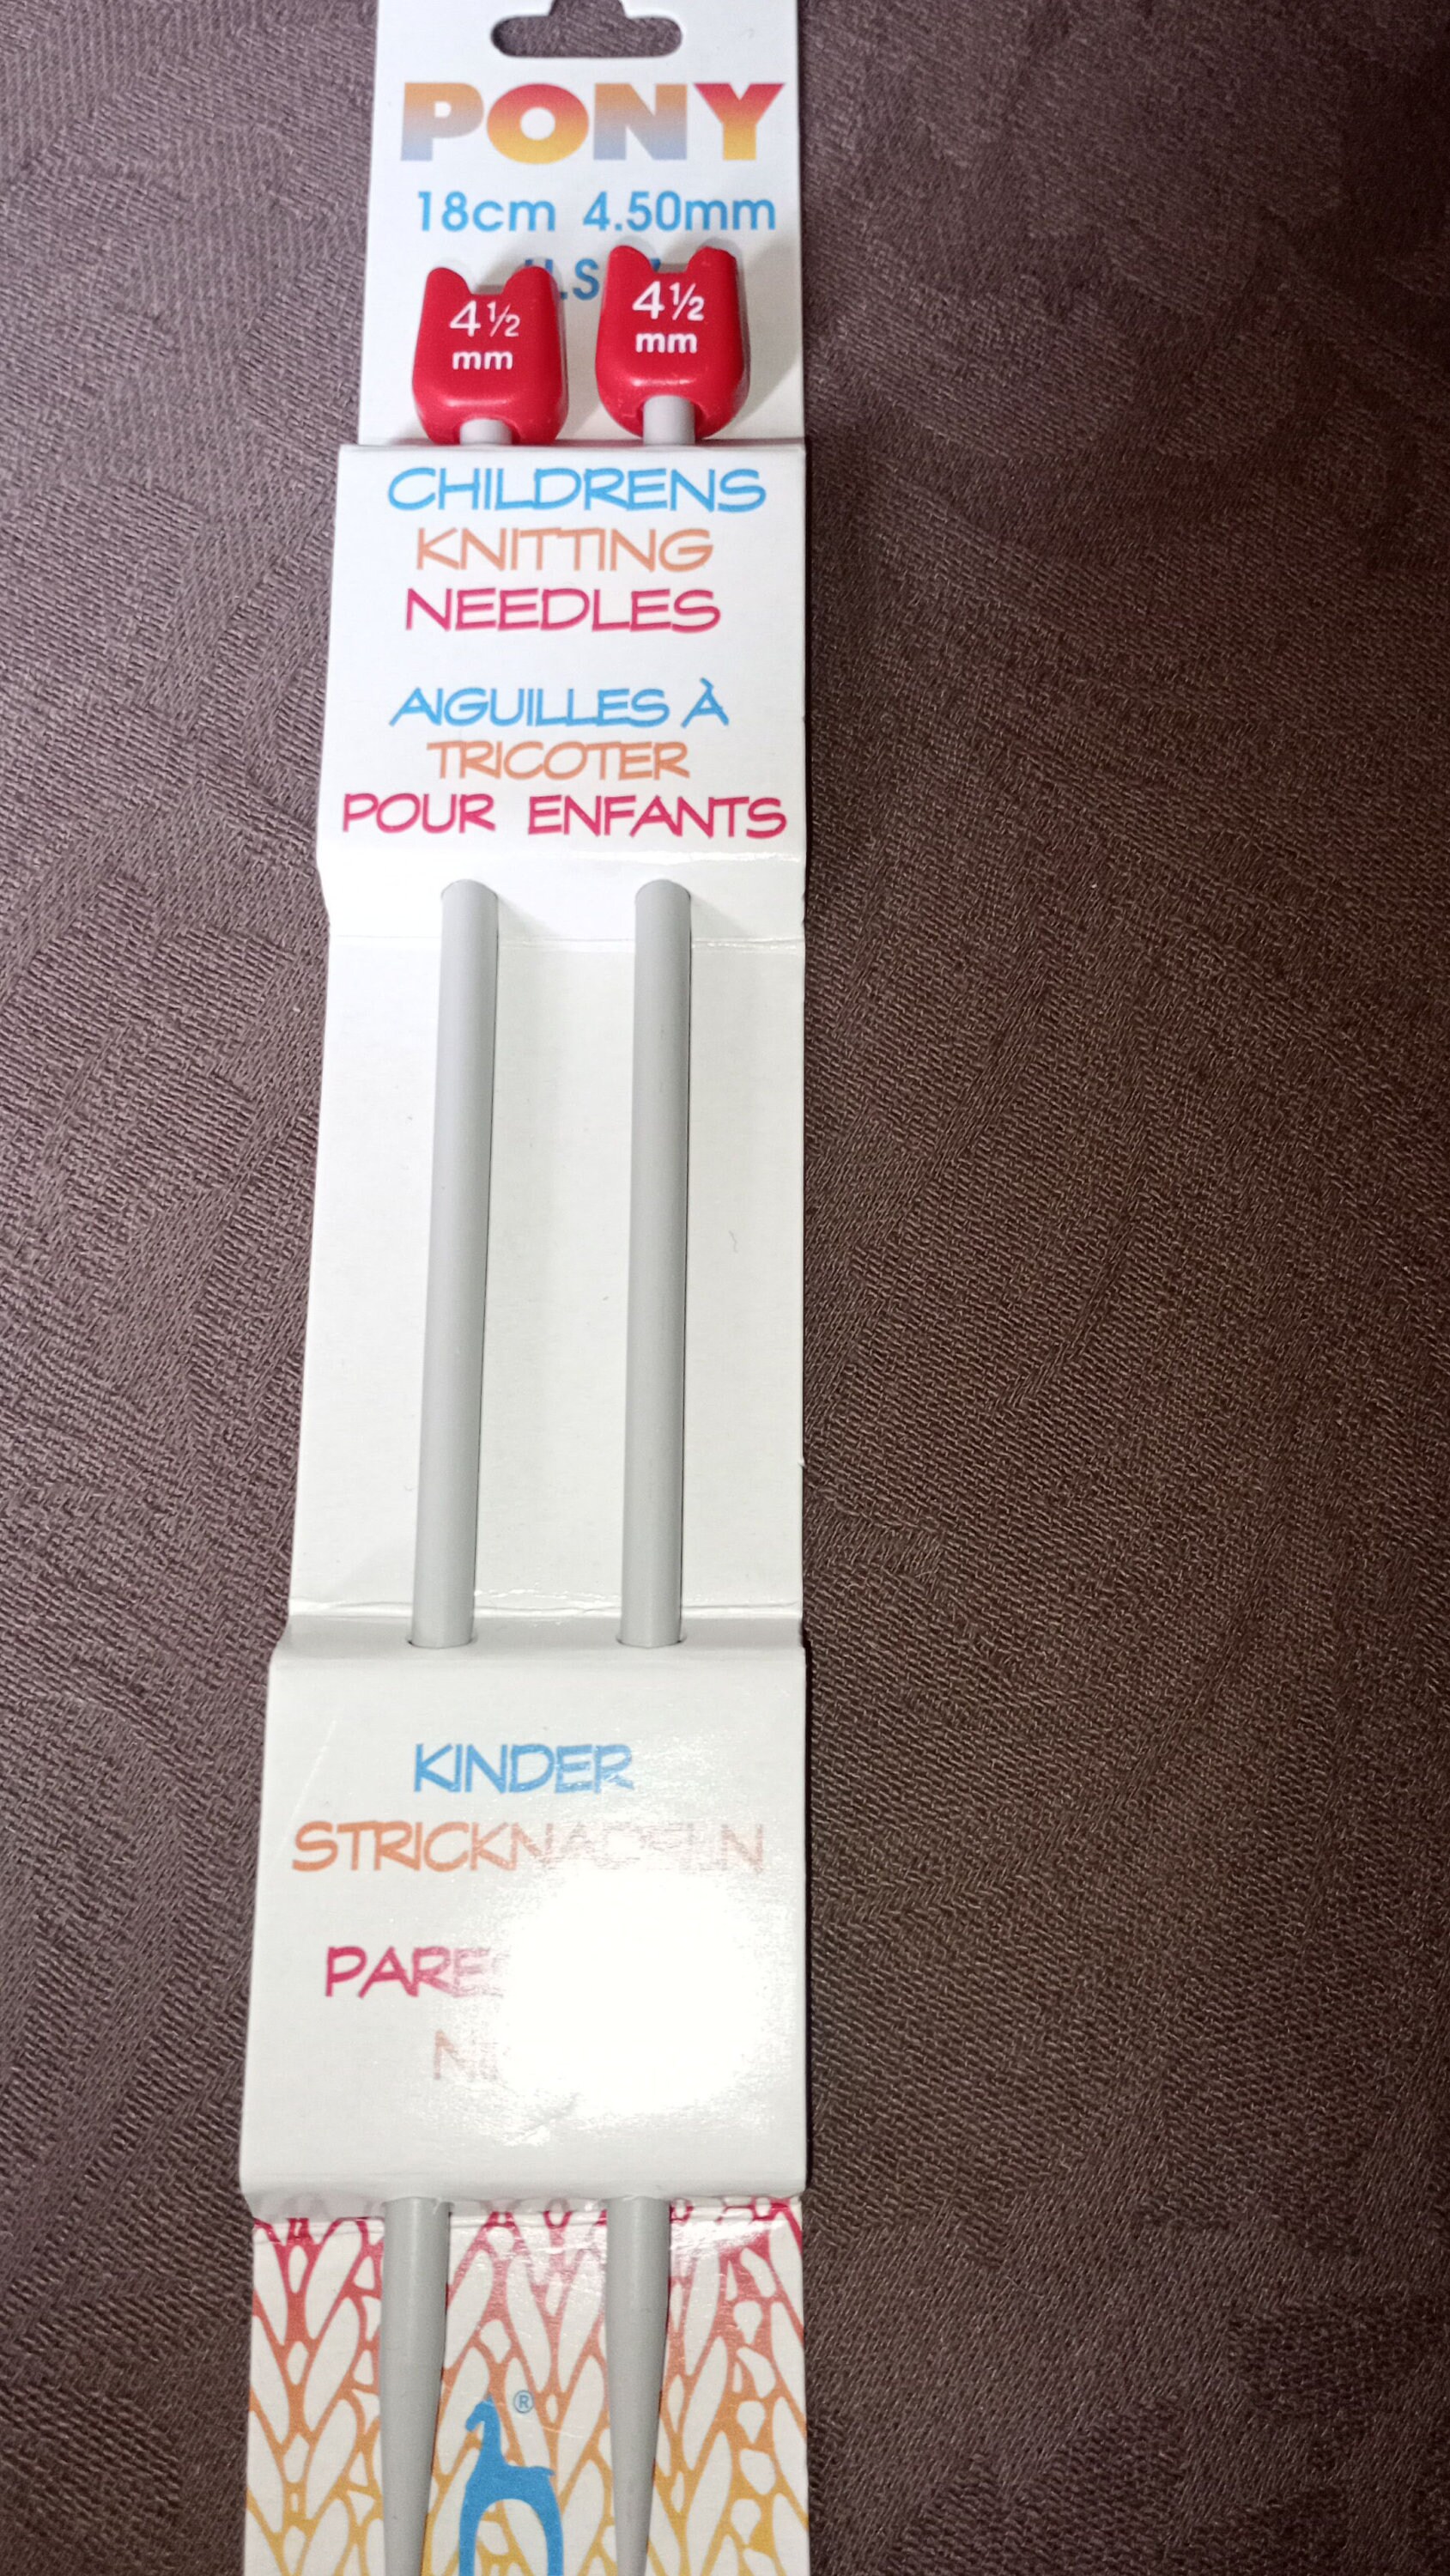 PONY
18cm 4.50mm
4½
mm
4½
mm
CHILDRENS
KNITTING
NEEDLES
AIGUILLES À
TRICOTER
POUR ENFANTS
KINDER
STRICKNADELN
®